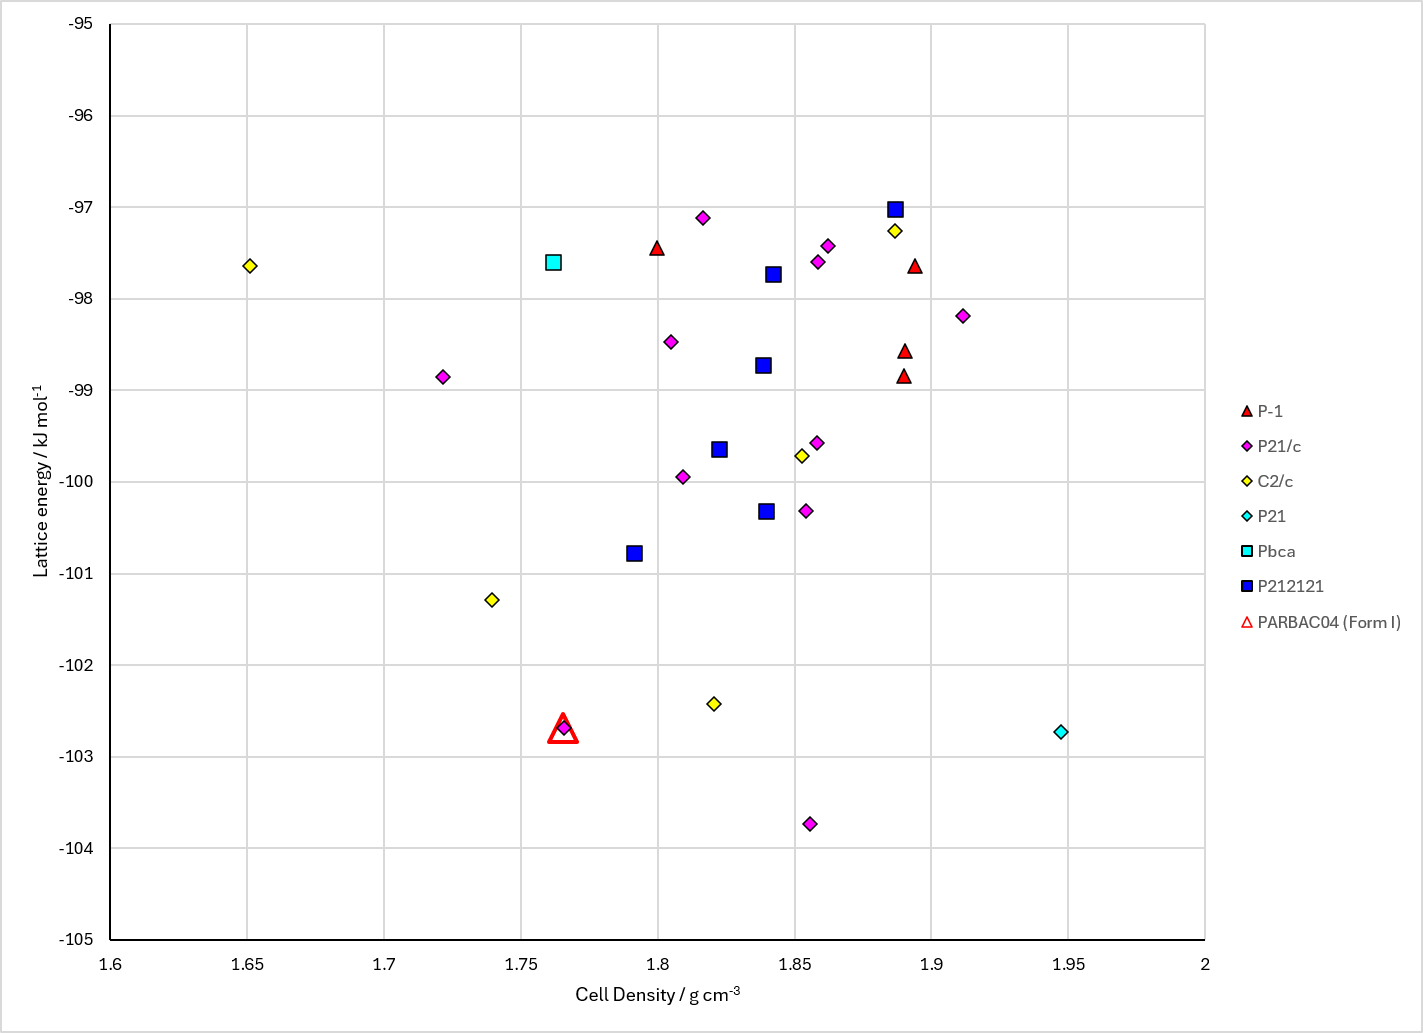 -95
-96
-97
-98
-99
-100
-101
-102
-103
-104
-105
Lattice energy / kJ mol-1
1.6 1.65 1.7 1.75 1.8 1.85 1.9 1.95 2
Cell Density / g cm-3
P-1
P21/c
C2/c
P21
Pbca
P212121
PARBAC04 (Form I)